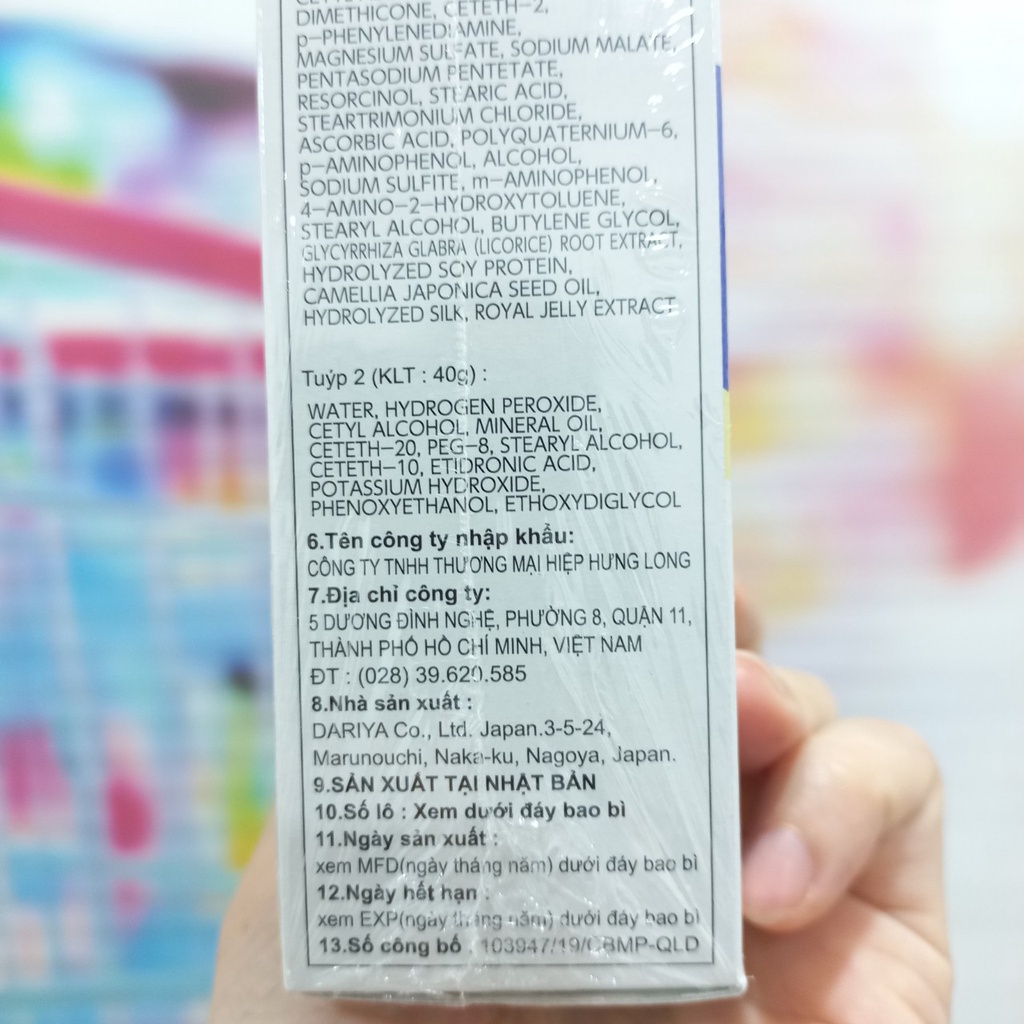 DIMETHICONE, CETETH-2,
p-PHENYLENEDIAMINE,
MAGNESIUM SULFATE, SODIUM MALATE,
PENTASODIUM PENTETATE,
RESORCINOL, STEARIC ACID,
STEARTRIMONIUM CHLORIDE,
ASCORBIC ACID, POLYQUATERNIUM-6,
p-AMINOPHENOL, ALCOHOL,
SODIUM SULFITE, m-AMINOPHENOL,
4-AMINO-2-HYDROXYTOLUENE,
STEARYL ALCOHOL, BUTYLENE GLYCOL,
GLYCYRRHIZA GLABRA (LICORICE) ROOT EXTRACT,
HYDROLYZED SOY PROTEIN,
CAMELLIA JAPONICA SEED OIL,
HYDROLYZED SILK, ROYAL JELLY EXTRACT
Tuýp 2 (KLT : 40g) :
WATER, HYDROGEN PEROXIDE,
CETYL ALCOHOL, MINERAL OIL,
CETETH-20, PEG-8, STEARYL ALCOHOL,
CETETH-10, ETIDRONIC ACID,
POTASSIUM HYDROXIDE,
PHENOXYETHANOL, ETHOXYDIGLYCOL
6.Tên công ty nhập khẩu:
CÔNG TY TNHH THƯƠNG MẠI HIỆP HƯNG LONG
7.Địa chỉ công ty:
5 DƯƠNG ĐÌNH NGHỆ, PHƯỜNG 8, QUẬN 11,
THÀNH PHỐ HỒ CHÍ MINH, VIỆT NAM
ĐT : (028) 39.620.585
8.Nhà sản xuất :
DARIYA Co., Ltd. Japan.3-5-24,
Marunouchi, Naka-ku, Nagoya, Japan.
9.SẢN XUẤT TẠI NHẬT BẢN
10.Số lô : Xem dưới đáy bao bì
11.Ngày sản xuất :
xem MFD(ngày tháng năm) dưới đáy bao bì
12.Ngày hết hạn :
xem EXP(ngày tháng năm) dưới đáy bao bì
13.Số công bố : 103947/19/CBMP-QLD